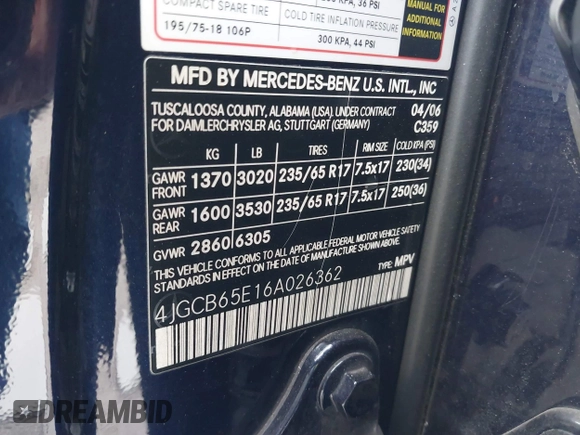 COMPACT SPARE TIRE
195/75-18 106P
COLD TIRE INFLATION PRESSURE
300 KPA, 44 PSI
MANUAL FOR
ADDITIONAL
INFORMATION
MFD BY MERCEDES-BENZ U.S. INTL., INC
TUSCALOOSA COUNTY, ALABAMA (USA). UNDER CONTRACT 04/06
FOR DAIMLERCHRYSLER AG, STUTTGART (GERMANY) C359
KG LB TIRES RIM SIZE COLD KPA (PSI)
GAWR FRONT 1370 3020 235/65 R17 7.5x17 230(34)
GAWR REAR 1600 3530 235/65 R17 7.5x17 250(36)
GVWR 2860 6305
THIS VEHICLE CONFORMS TO ALL APPLICABLE FEDERAL MOTOR VEHICLE SAFETY
STANDARDS IN EFFECT ON THE DATE OF MANUFACTURE SHOWN ABOVE.
4JGCB65E16A026362 TYPE: MPV
DREAMBID